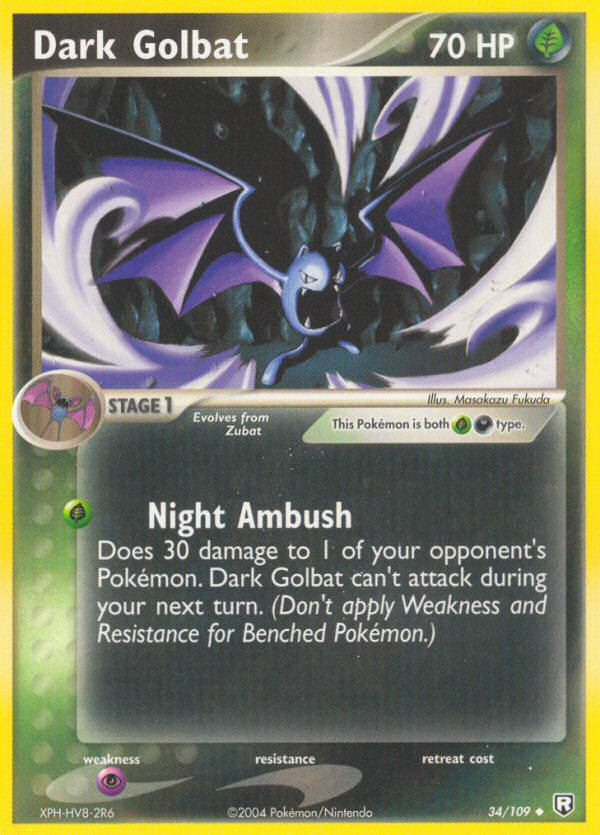 Dark Golbat 70 HP
Illus. Masakazu Fukuda
STAGE 1
Evolves from
Zubat
This Pokémon is both type.
Night Ambush
Does 30 damage to 1 of your opponent's
Pokémon. Dark Golbat can't attack during
your next turn. (Don't apply Weakness and
Resistance for Benched Pokémon.)
weakness resistance retreat cost
XPH-HV8-2R6 ©2004 Pokémon/Nintendo 34/109 ◆ R